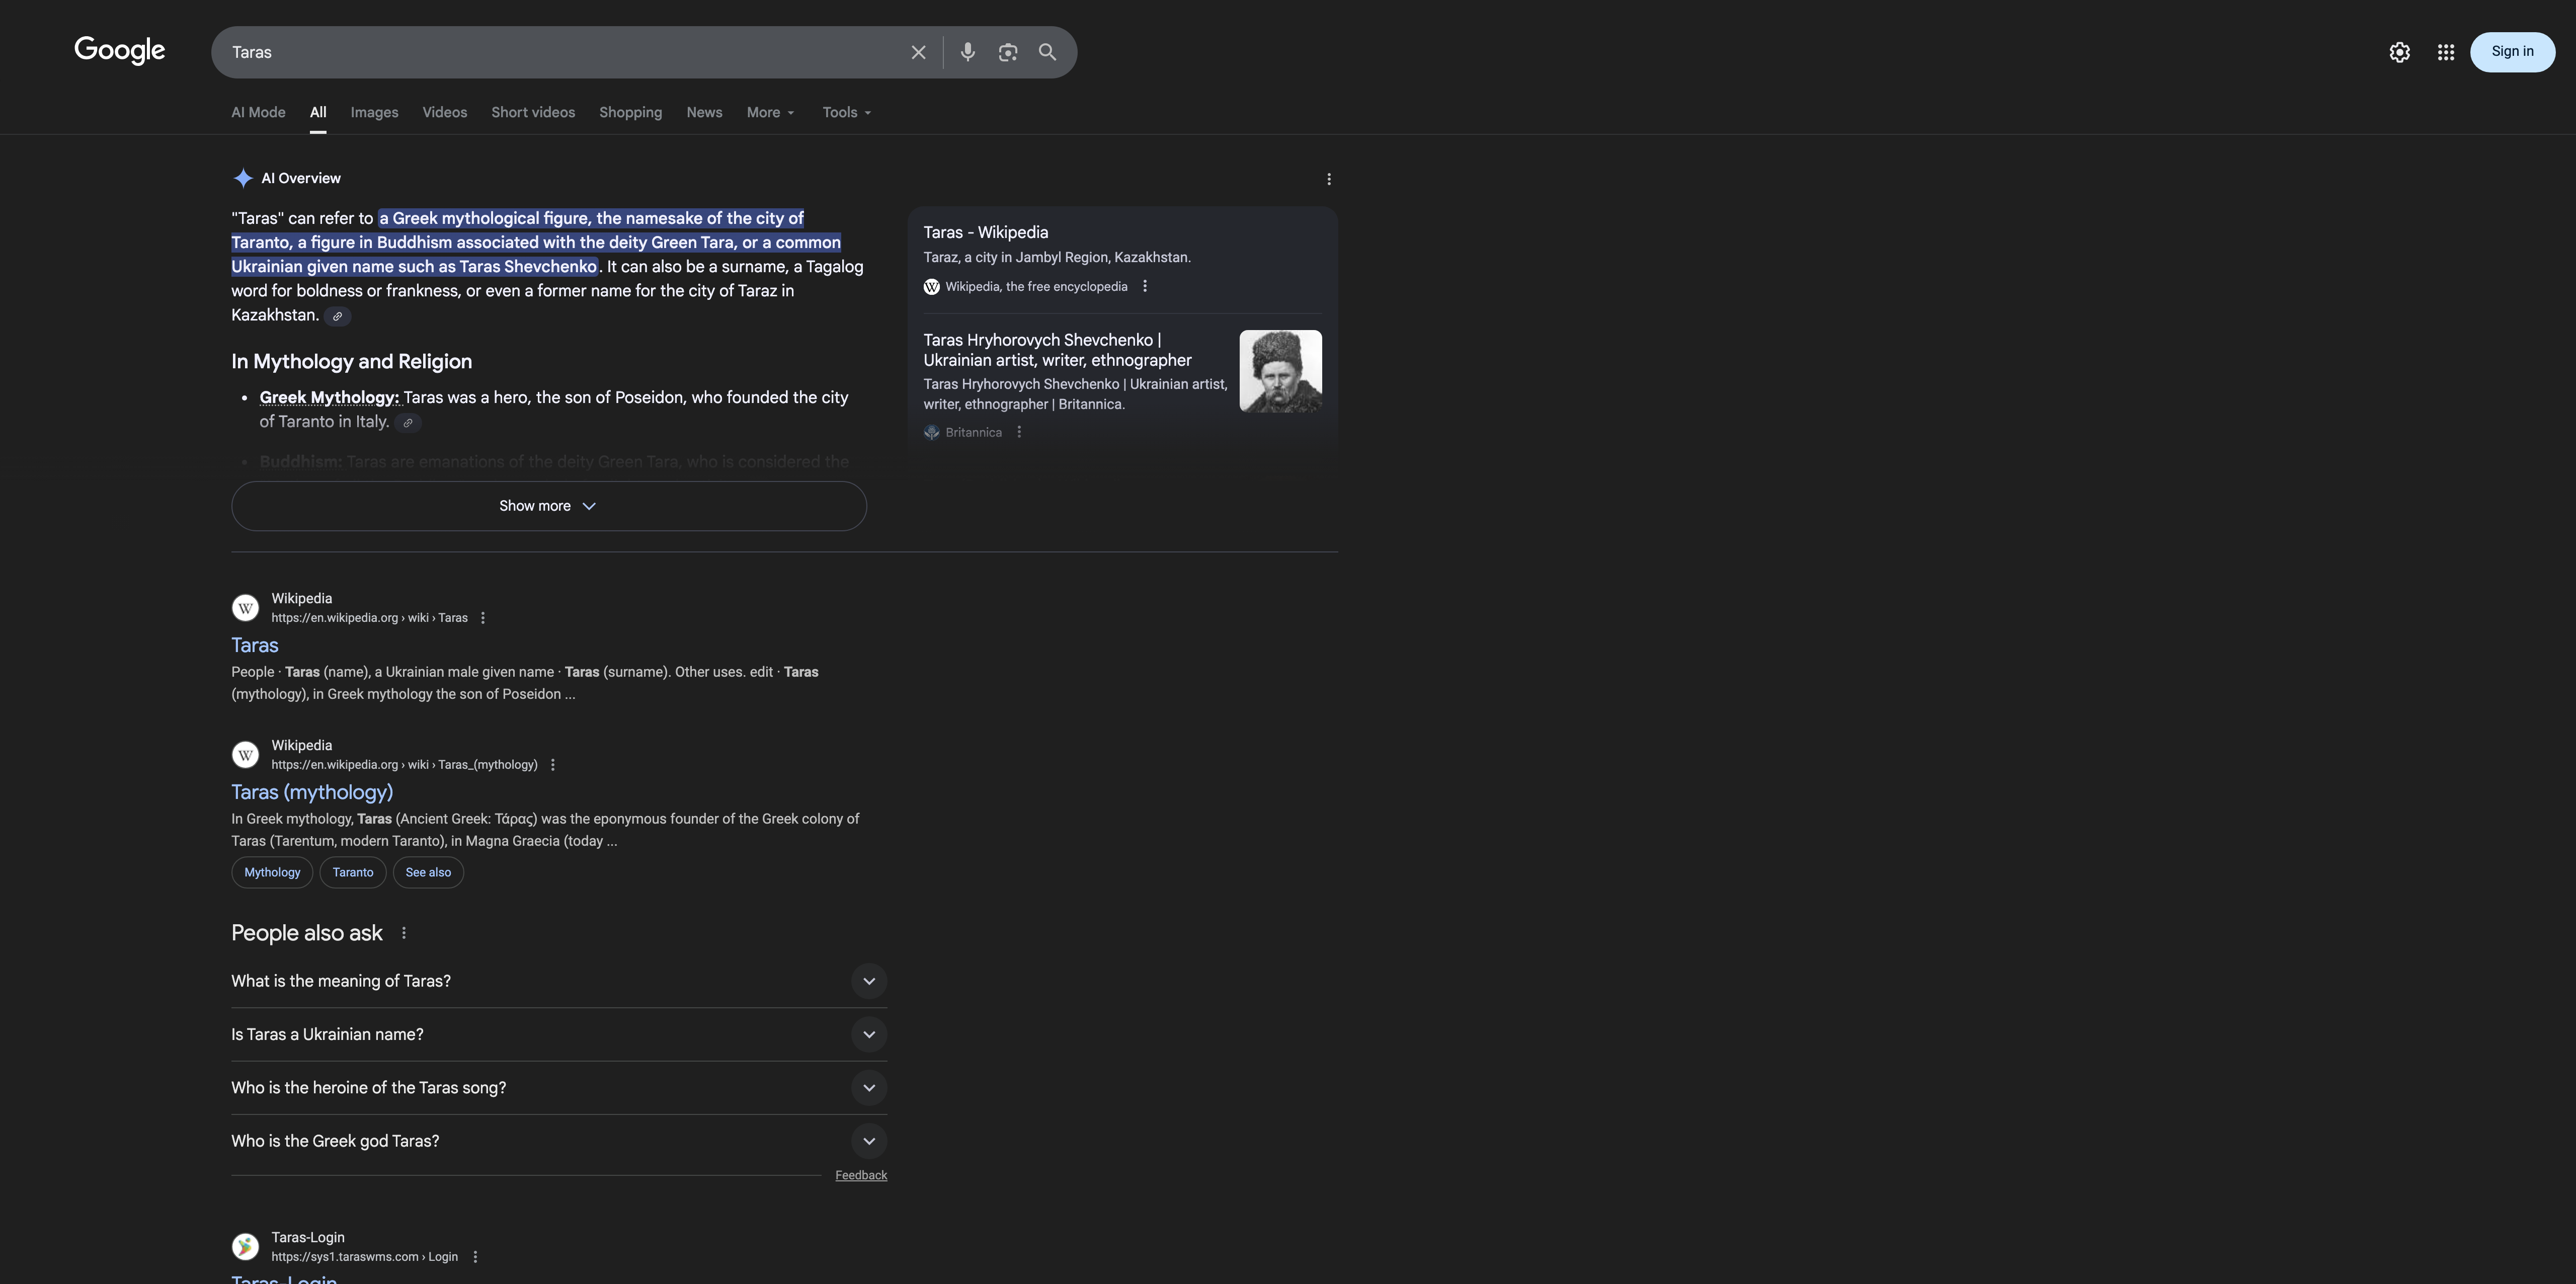 Google
Taras
Sign in
AI Mode
All
Images
Videos
Short videos
Shopping
News
More
Tools
AI Overview
"Taras" can refer to a Greek mythological figure, the namesake of the city of
Taranto, a figure in Buddhism associated with the deity Green Tara, or a common
Ukrainian given name such as Taras Shevchenko. It can also be a surname, a Tagalog
word for boldness or frankness, or even a former name for the city of Taraz in
Kazakhstan.
In Mythology and Religion
• Greek Mythology: Taras was a hero, the son of Poseidon, who founded the city
of Taranto in Italy.
• Buddhism: Taras are emanations of the deity Green Tara, who is considered the
Show more
Taras - Wikipedia
Taraz, a city in Jambyl Region, Kazakhstan.
W Wikipedia, the free encyclopedia
Taras Hryhorovych Shevchenko |
Ukrainian artist, writer, ethnographer
Taras Hryhorovych Shevchenko | Ukrainian artist,
writer, ethnographer | Britannica.
Britannica
W
Wikipedia
https://en.wikipedia.org › wiki › Taras
Taras
People · Taras (name), a Ukrainian male given name · Taras (surname). Other uses. edit · Taras
(mythology), in Greek mythology the son of Poseidon ...
W
Wikipedia
https://en.wikipedia.org › wiki › Taras_(mythology)
Taras (mythology)
In Greek mythology, Taras (Ancient Greek: Τάρας) was the eponymous founder of the Greek colony of
Taras (Tarentum, modern Taranto), in Magna Graecia (today ...
Mythology
Taranto
See also
People also ask
What is the meaning of Taras?
Is Taras a Ukrainian name?
Who is the heroine of the Taras song?
Who is the Greek god Taras?
Feedback
Taras-Login
https://sys1.taraswms.com › Login
Taras-Login